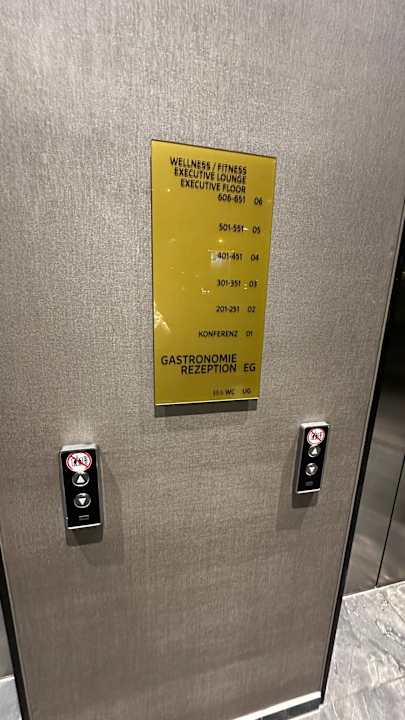 WELLNESS / FITNESS
EXECUTIVE LOUNGE
EXECUTIVE FLOOR
606-651 06
501-551 05
401-451 04
301-351 03
201-251 02
KONFERENZ 01
GASTRONOMIE
REZEPTION EG
WC UG